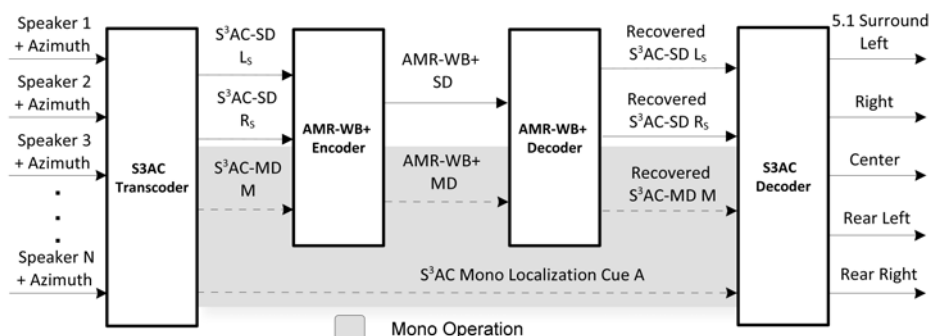 Speaker 1
+ Azimuth
Speaker 2
+ Azimuth
Speaker 3
+ Azimuth
Speaker N
+ Azimuth
S3AC
Transcoder
S³AC-SD
Lₛ
S³AC-SD
Rₛ
S³AC-MD
M
AMR-WB+
Encoder
AMR-WB+
SD
AMR-WB+
MD
AMR-WB+
Decoder
Recovered
S³AC-SD Lₛ
Recovered
S³AC-SD Rₛ
Recovered
S³AC-MD M
S³AC Mono Localization Cue A
S3AC
Decoder
5.1 Surround
Left
Right
Center
Rear Left
Rear Right
Mono Operation